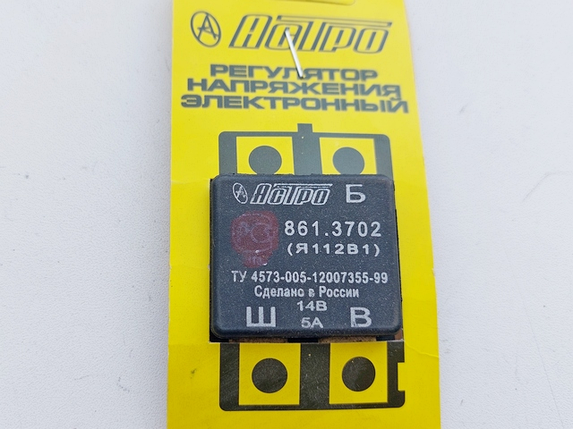 АСТРО
РЕГУЛЯТОР
НАПРЯЖЕНИЯ
ЭЛЕКТРОННЫЙ
АСТРО Б
861.3702
(Я112В1)
ТУ 4573-005-12007355-99
Сделано в России
14В
Ш 5А В